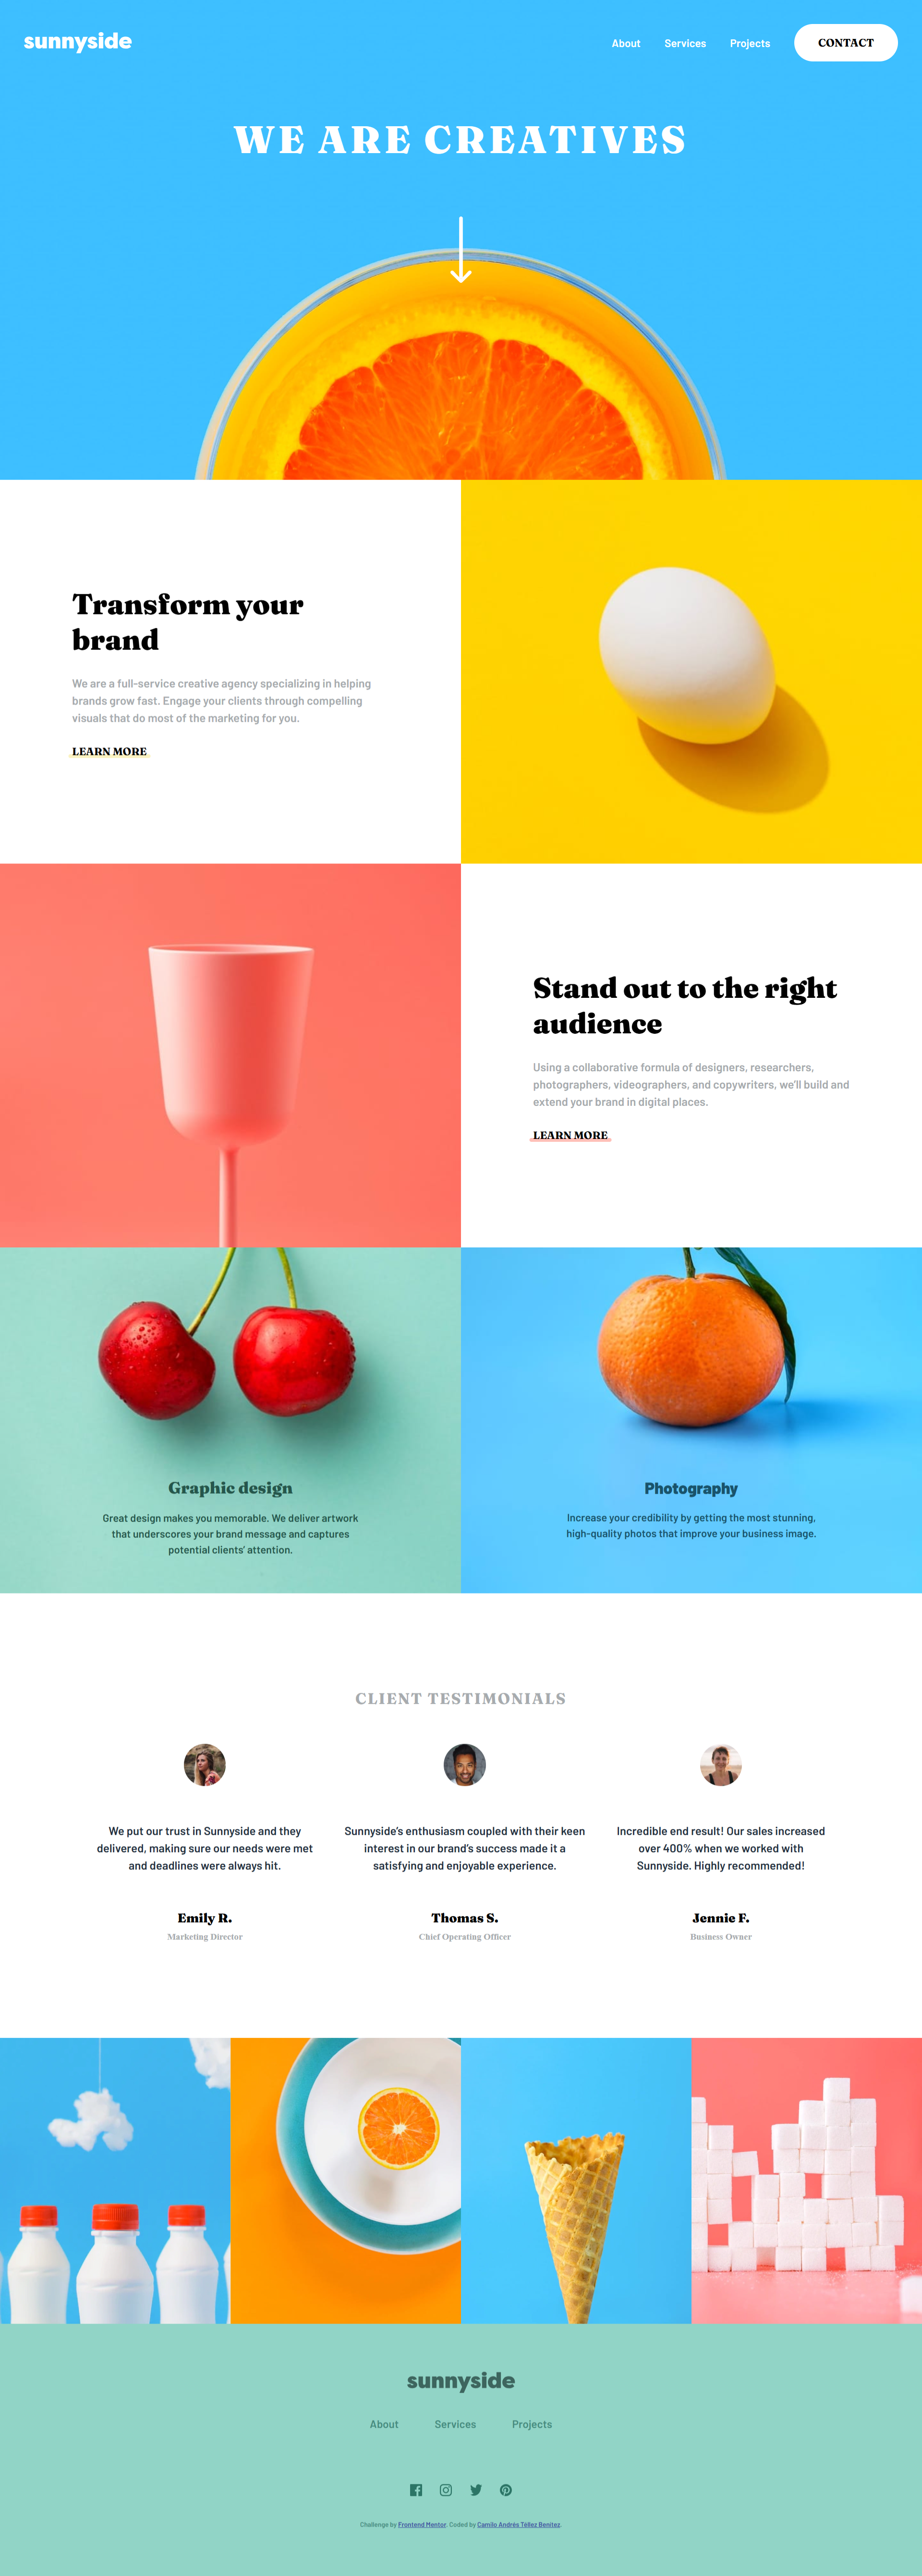 sunnyside
About Services Projects CONTACT
WE ARE CREATIVES
Transform your
brand
We are a full-service creative agency specializing in helping
brands grow fast. Engage your clients through compelling
visuals that do most of the marketing for you.
LEARN MORE
Stand out to the right
audience
Using a collaborative formula of designers, researchers,
photographers, videographers, and copywriters, we'll build and
extend your brand in digital places.
LEARN MORE
Graphic design
Great design makes you memorable. We deliver artwork
that underscores your brand message and captures
potential clients' attention.
Photography
Increase your credibility by getting the most stunning,
high-quality photos that improve your business image.
CLIENT TESTIMONIALS
We put our trust in Sunnyside and they
delivered, making sure our needs were met
and deadlines were always hit.
Emily R.
Marketing Director
Sunnyside's enthusiasm coupled with their keen
interest in our brand's success made it a
satisfying and enjoyable experience.
Thomas S.
Chief Operating Officer
Incredible end result! Our sales increased
over 400% when we worked with
Sunnyside. Highly recommended!
Jennie F.
Business Owner
sunnyside
About Services Projects
Challenge by Frontend Mentor. Coded by Camilo Andrés Téllez Benítez.